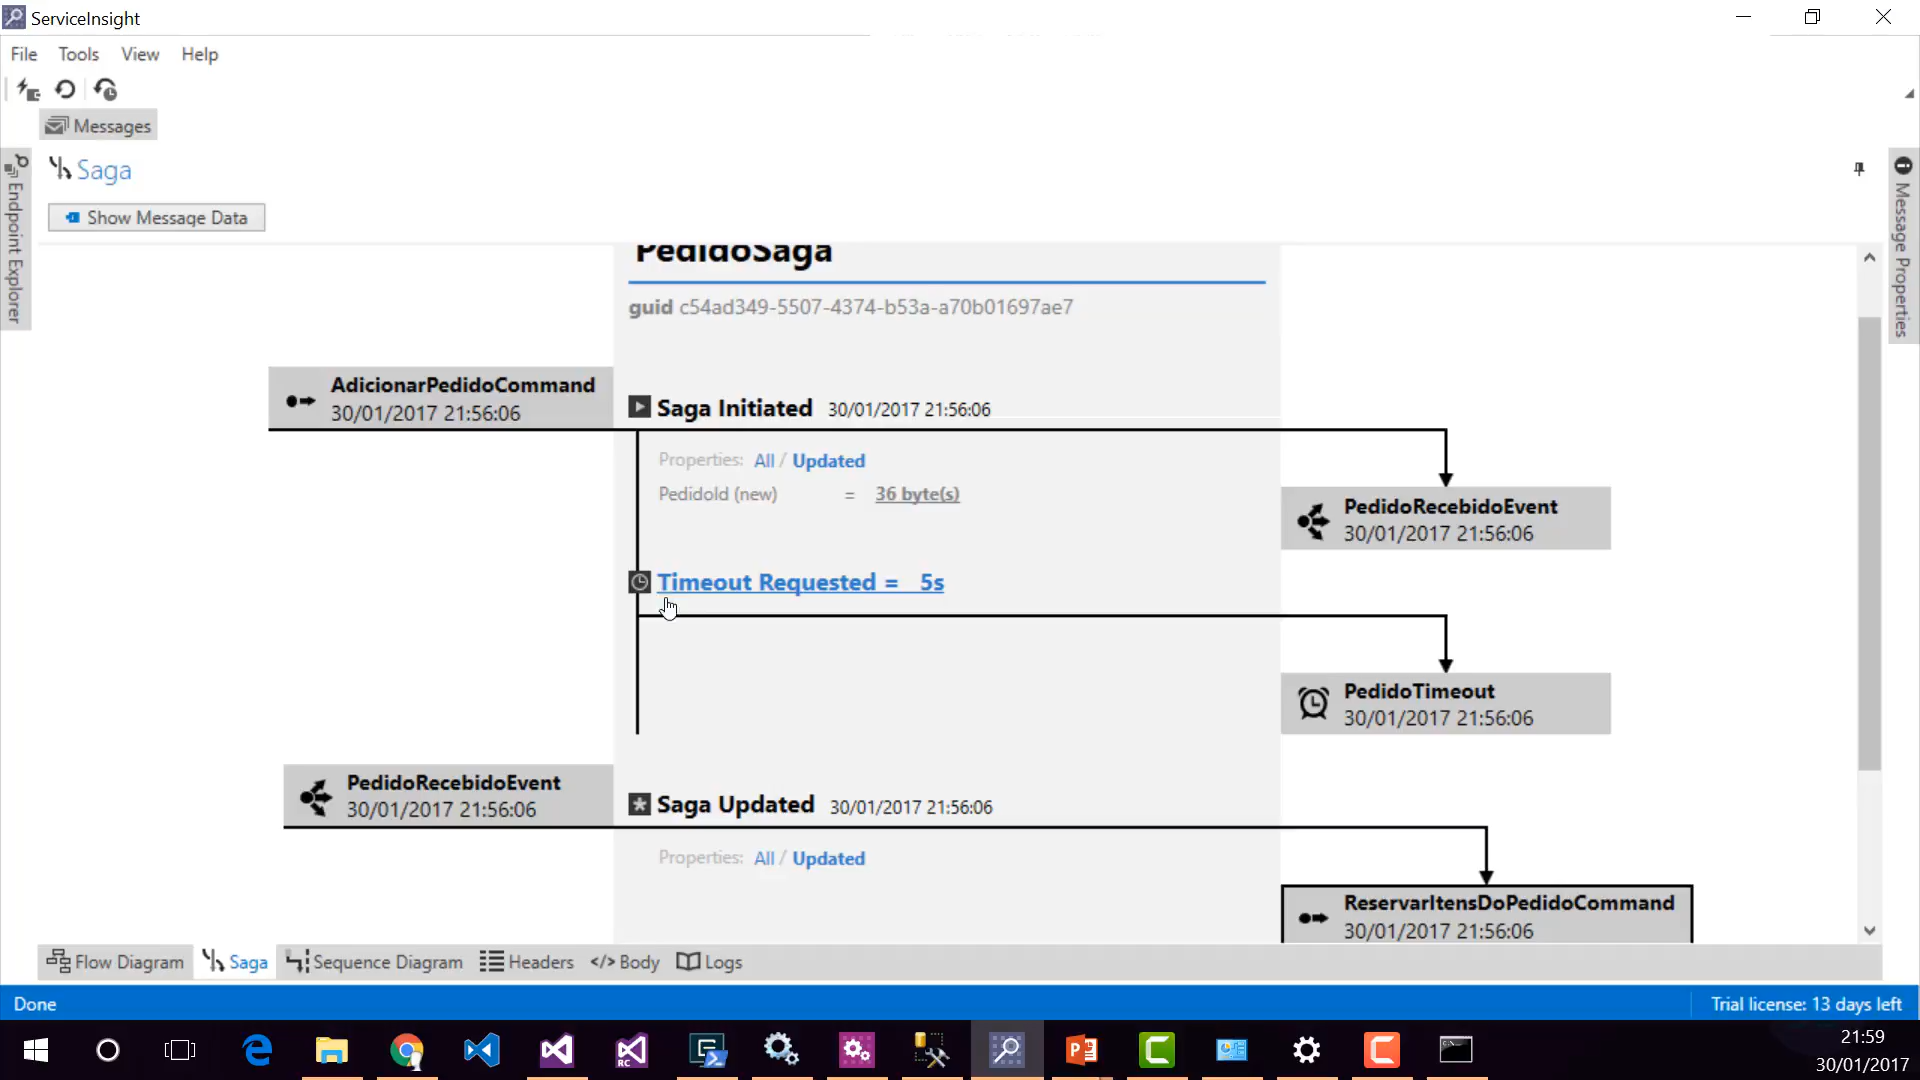 ServiceInsight
File Tools View Help
Messages
Saga
Endpoint Explorer
Message Properties
Show Message Data
PedidoSaga
guid c54ad349-5507-4374-b53a-a70b01697ae7
AdicionarPedidoCommand
30/01/2017 21:56:06
Saga Initiated 30/01/2017 21:56:06
Properties: All / Updated
PedidoId (new) = 36 byte(s)
PedidoRecebidoEvent
30/01/2017 21:56:06
Timeout Requested = 5s
PedidoTimeout
30/01/2017 21:56:06
PedidoRecebidoEvent
30/01/2017 21:56:06
Saga Updated 30/01/2017 21:56:06
Properties: All / Updated
ReservarItensDoPedidoCommand
30/01/2017 21:56:06
Flow Diagram Saga Sequence Diagram Headers </> Body Logs
Done
Trial license: 13 days left
RC
21:59
30/01/2017